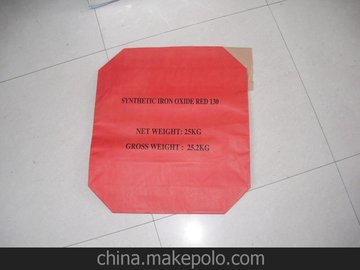 SYNTHETIC IRON OXIDE RED 130
NET WEIGHT: 25KG
GROSS WEIGHT : 25.2KG
china.makepolo.com